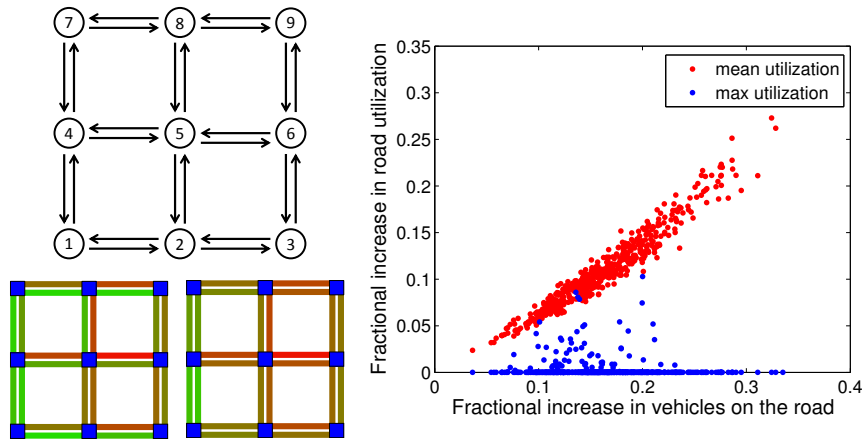 7 8 9
4 5 6
1 2 3
0.35
0.3
0.25
0.2
0.15
0.1
0.05
0
0 0.1 0.2 0.3 0.4
Fractional increase in road utilization
Fractional increase in vehicles on the road
mean utilization
max utilization